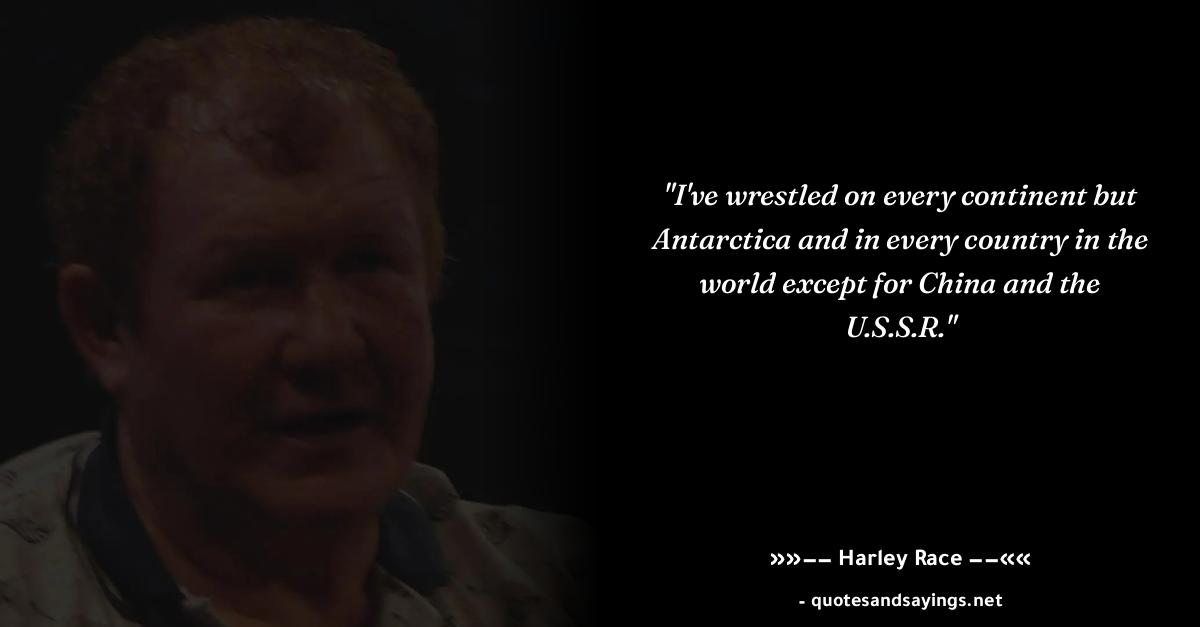 "I've wrestled on every continent but
Antarctica and in every country in the
world except for China and the
U.S.S.R."
»»−− Harley Race −−««
- quotesandsayings.net